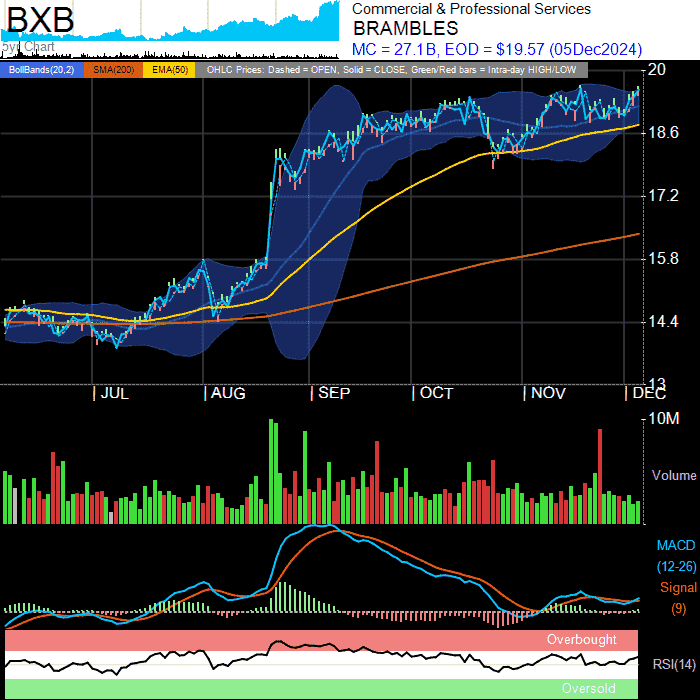 BXB
5yr Chart
Commercial & Professional Services
BRAMBLES
MC = 27.1B, EOD = $19.57 (05Dec2024)
BollBands(20,2) SMA(200) EMA(50) OHLC Prices: Dashed = OPEN, Solid = CLOSE, Green/Red bars = Intra-day HIGH/LOW
20
18.6
17.2
15.8
14.4
13
JUL AUG SEP OCT NOV DEC
10M
Volume
MACD
(12-26)
Signal
(9)
Overbought
RSI(14)
Oversold